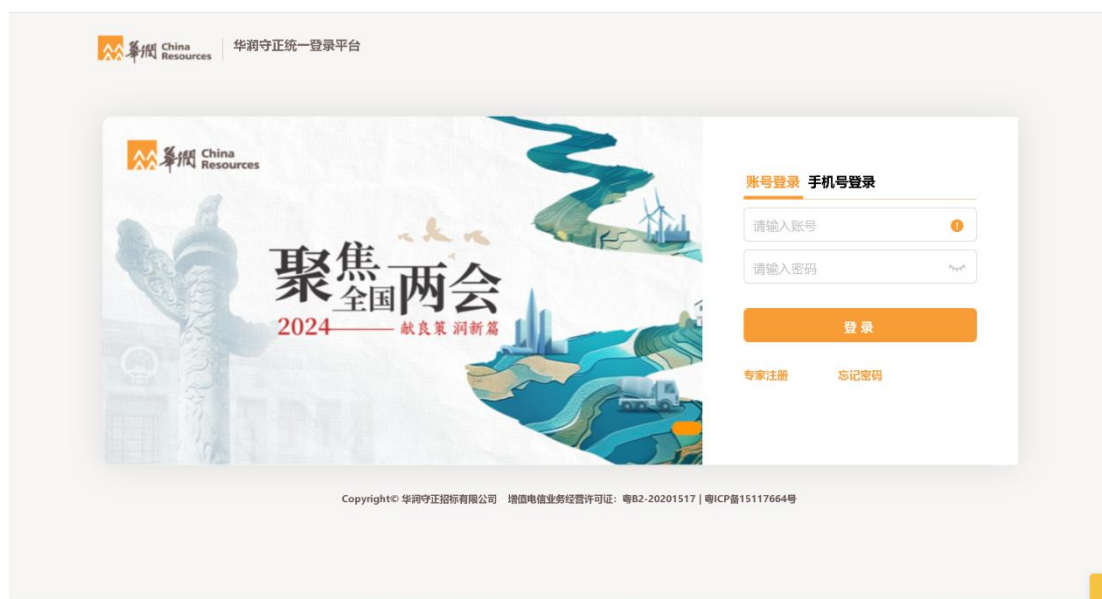 華潤 China Resources 华润守正统一登录平台
華潤 China Resources
聚焦全国两会
2024 献良策 润新篇
账号登录 手机号登录
请输入账号
请输入密码
登 录
专家注册 忘记密码
Copyright© 华润守正招标有限公司 增值电信业务经营许可证：粤B2-20201517 | 粤ICP备15117664号